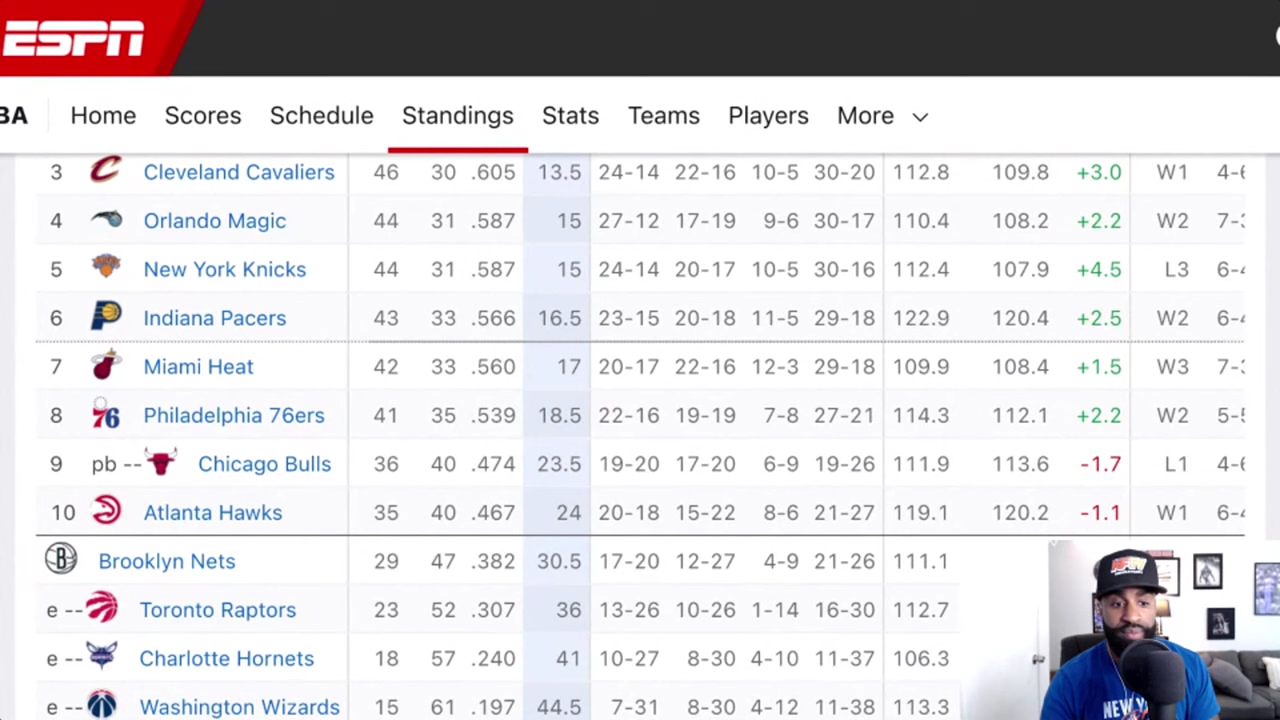 ESPN
BA Home Scores Schedule Standings Stats Teams Players More
3 Cleveland Cavaliers 46 30 .605 13.5 24-14 22-16 10-5 30-20 112.8 109.8 +3.0 W1
4 Orlando Magic 44 31 .587 15 27-12 17-19 9-6 30-17 110.4 108.2 +2.2 W2
5 New York Knicks 44 31 .587 15 24-14 20-17 10-5 30-16 112.4 107.9 +4.5 L3
6 Indiana Pacers 43 33 .566 16.5 23-15 20-18 11-5 29-18 122.9 120.4 +2.5 W2
7 Miami Heat 42 33 .560 17 20-17 22-16 12-3 29-18 109.9 108.4 +1.5 W3
8 76 Philadelphia 76ers 41 35 .539 18.5 22-16 19-19 7-8 27-21 114.3 112.1 +2.2 W2
9 pb -- Chicago Bulls 36 40 .474 23.5 19-20 17-20 6-9 19-26 111.9 113.6 -1.7 L1
10 Atlanta Hawks 35 40 .467 24 20-18 15-22 8-6 21-27 119.1 120.2 -1.1 W1
B Brooklyn Nets 29 47 .382 30.5 17-20 12-27 4-9 21-26 111.1
e -- Toronto Raptors 23 52 .307 36 13-26 10-26 1-14 16-30 112.7
e -- Charlotte Hornets 18 57 .240 41 10-27 8-30 4-10 11-37 106.3
e -- Washington Wizards 15 61 .197 44.5 7-31 8-30 4-12 11-38 113.3